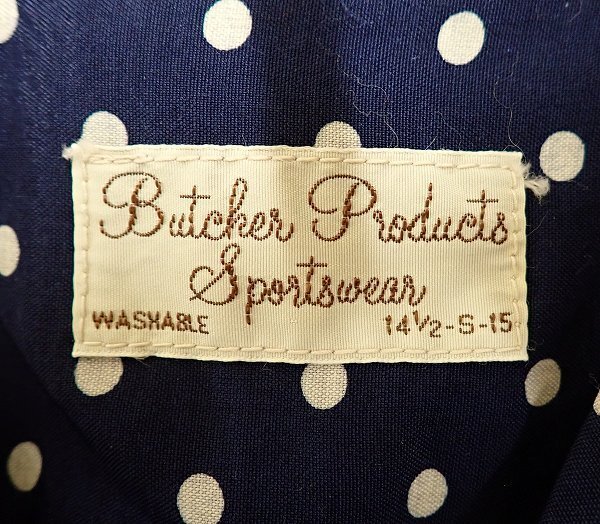 Butcher Products
Sportswear
WASHABLE 14½-S-15